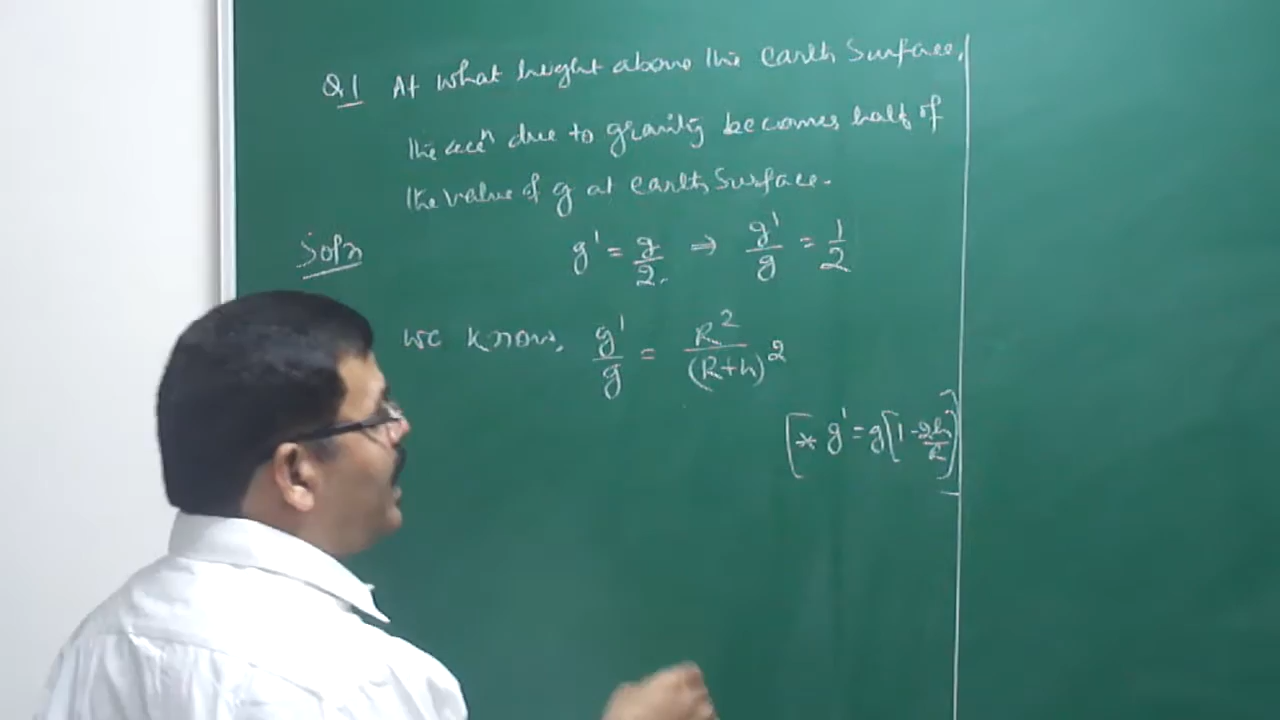 Q1 At what height above the earth surface,
the accn due to gravity becomes half of
the value of g at earth surface.
Soln g' = g/2. ⇒ g'/g = 1/2
We know, g'/g = R²/(R+h)²
[* g' = g[1 - 2h/R]]